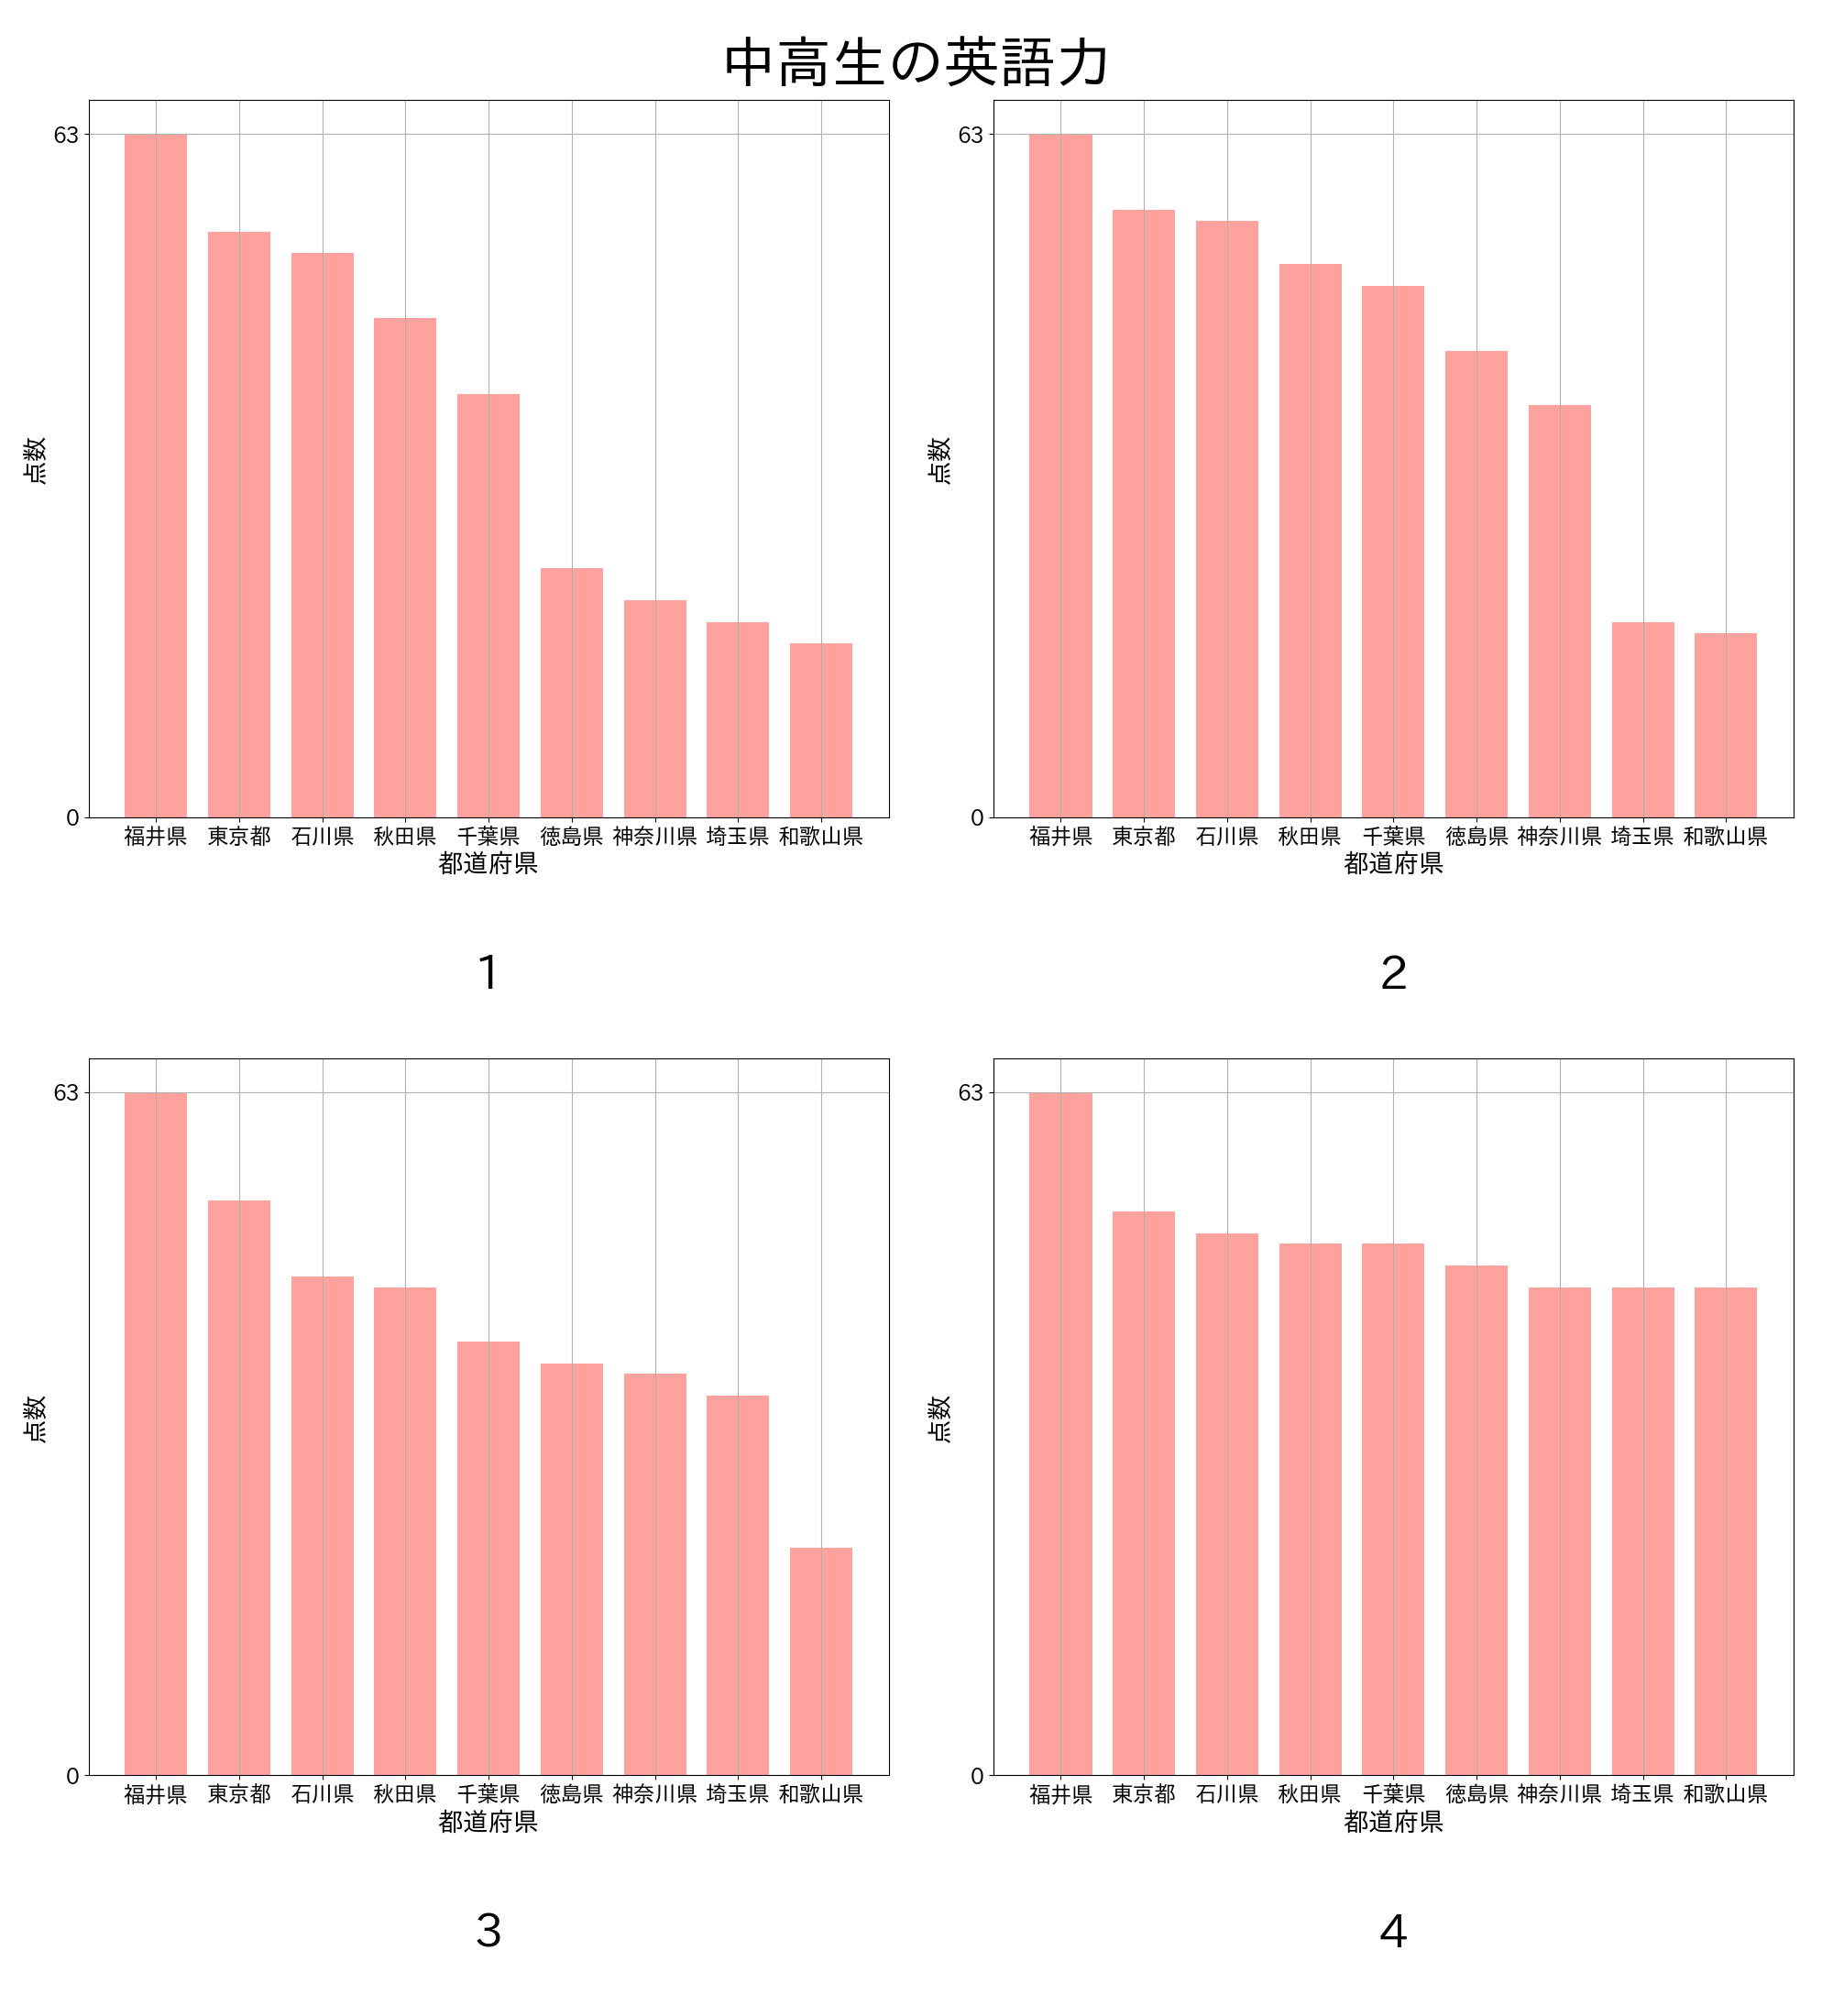 中高生の英語力
63
点数
0
福井県 東京都 石川県 秋田県 千葉県 徳島県 神奈川県 埼玉県 和歌山県
都道府県
1
63
点数
0
福井県 東京都 石川県 秋田県 千葉県 徳島県 神奈川県 埼玉県 和歌山県
都道府県
2
63
点数
0
福井県 東京都 石川県 秋田県 千葉県 徳島県 神奈川県 埼玉県 和歌山県
都道府県
3
63
点数
0
福井県 東京都 石川県 秋田県 千葉県 徳島県 神奈川県 埼玉県 和歌山県
都道府県
4